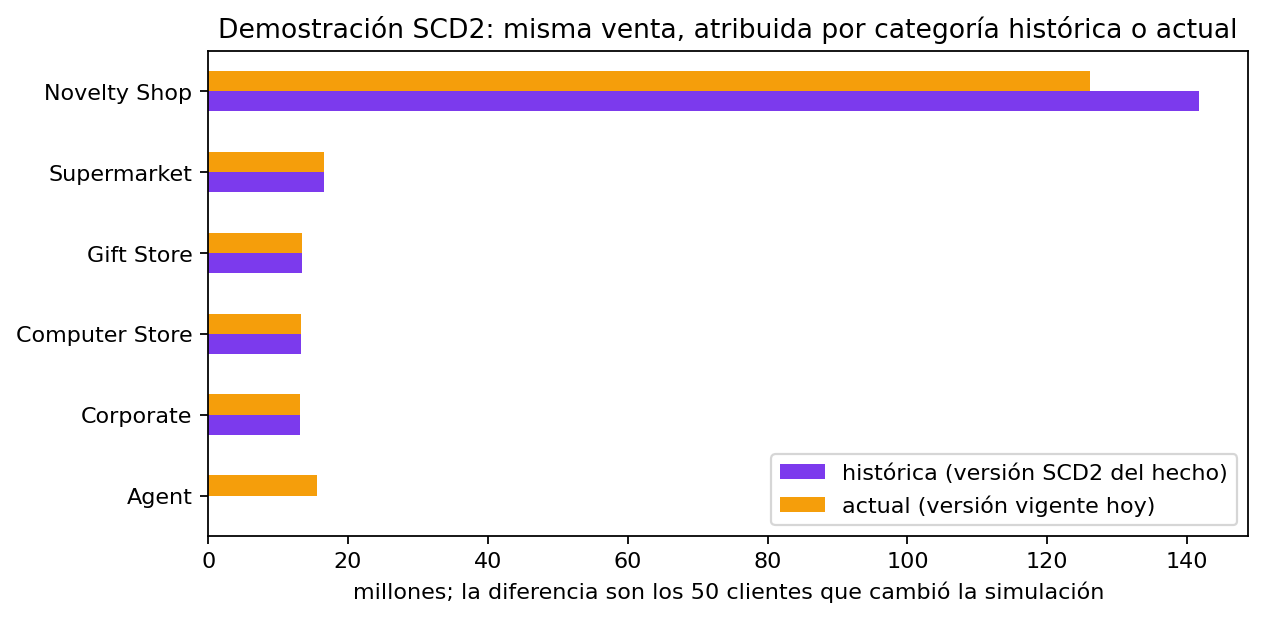 Demostración SCD2: misma venta, atribuida por categoría histórica o actual
Novelty Shop
Supermarket
Gift Store
Computer Store
Corporate
Agent
histórica (versión SCD2 del hecho)
actual (versión vigente hoy)
0 20 40 60 80 100 120 140
millones; la diferencia son los 50 clientes que cambió la simulación